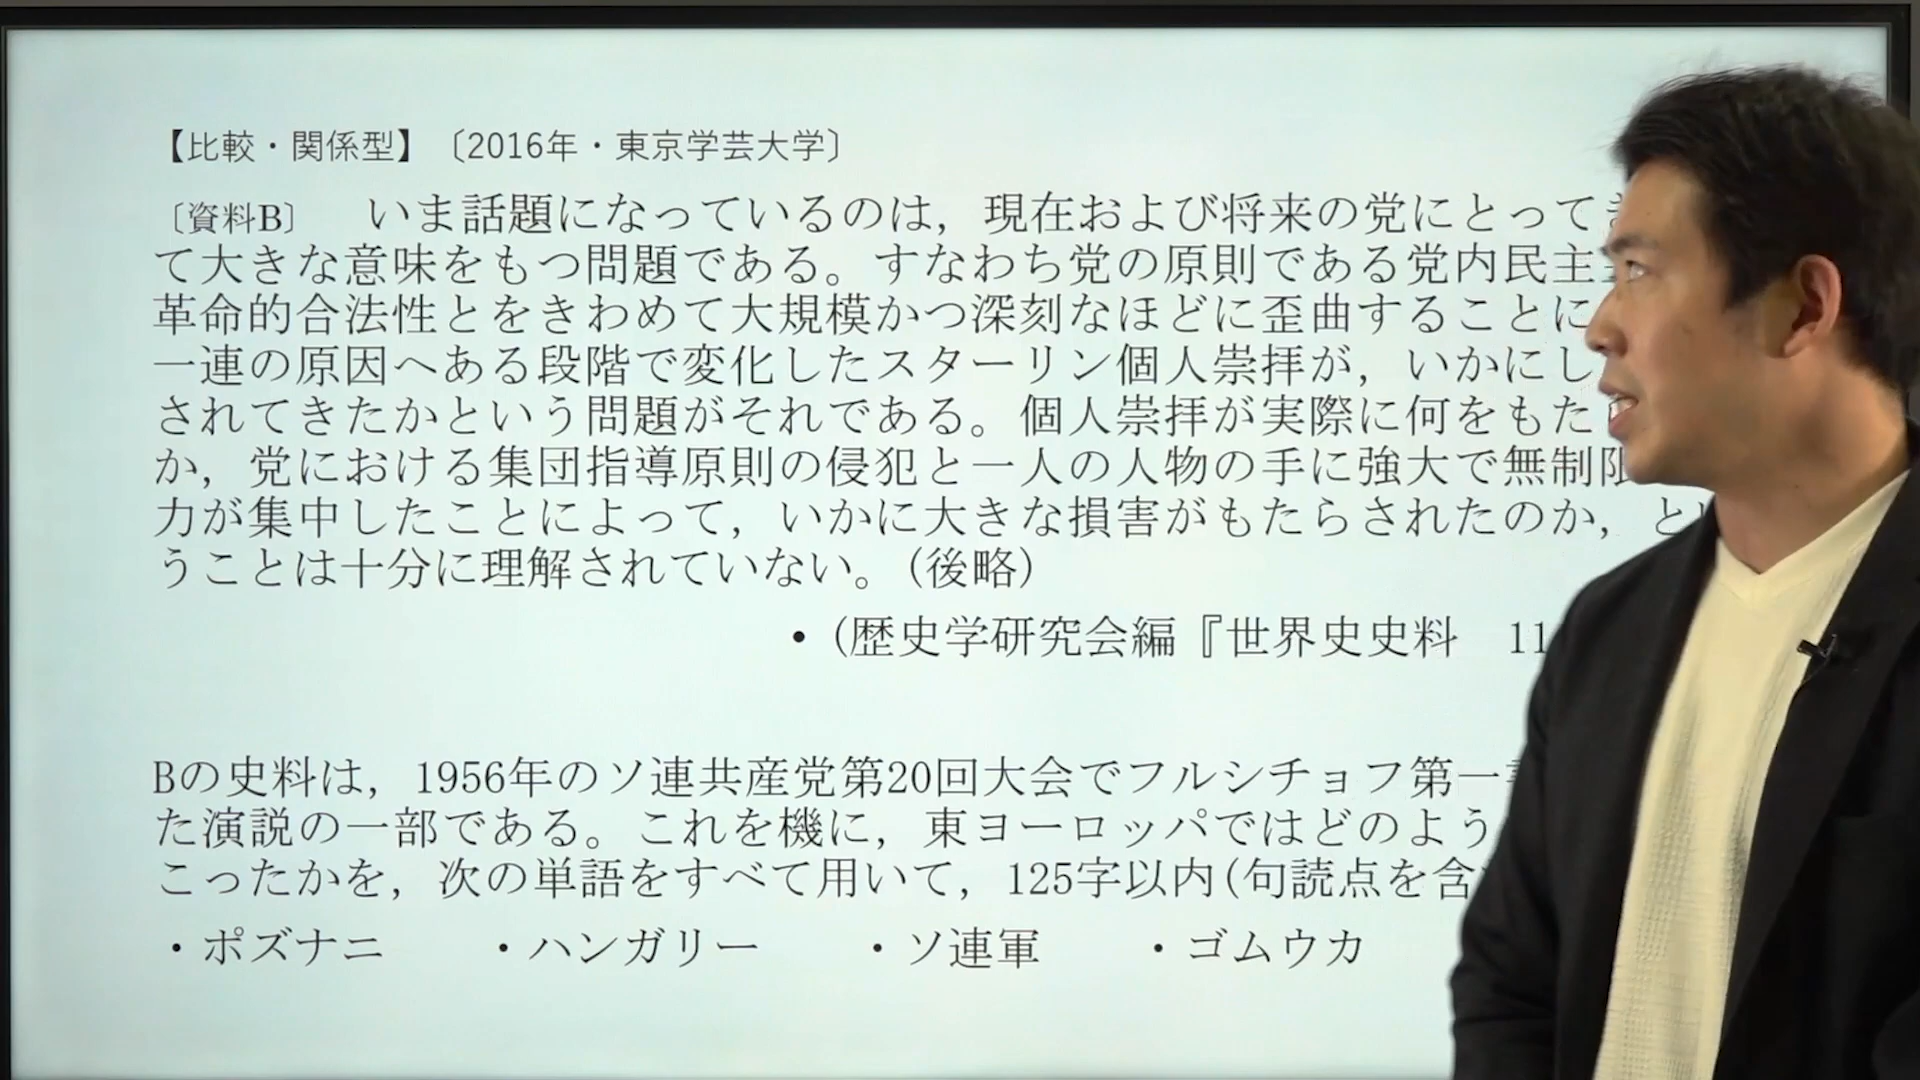 【比較・関係型】〔2016年・東京学芸大学〕
〔資料B〕 いま話題になっているのは，現在および将来の党にとって
て大きな意味をもつ問題である。すなわち党の原則である党内民主
革命的合法性とをきわめて大規模かつ深刻なほどに歪曲することに
一連の原因へある段階で変化したスターリン個人崇拝が，いかにし
されてきたかという問題がそれである。個人崇拝が実際に何をもた
か，党における集団指導原則の侵犯と一人の人物の手に強大で無制限
力が集中したことによって，いかに大きな損害がもたらされたのか，と
うことは十分に理解されていない。(後略)
・(歴史学研究会編『世界史史料 11
Bの史料は，1956年のソ連共産党第20回大会でフルシチョフ第一
た演説の一部である。これを機に，東ヨーロッパではどのよう
こったかを，次の単語をすべて用いて，125字以内(句読点を含
・ポズナニ ・ハンガリー ・ソ連軍 ・ゴムウカ